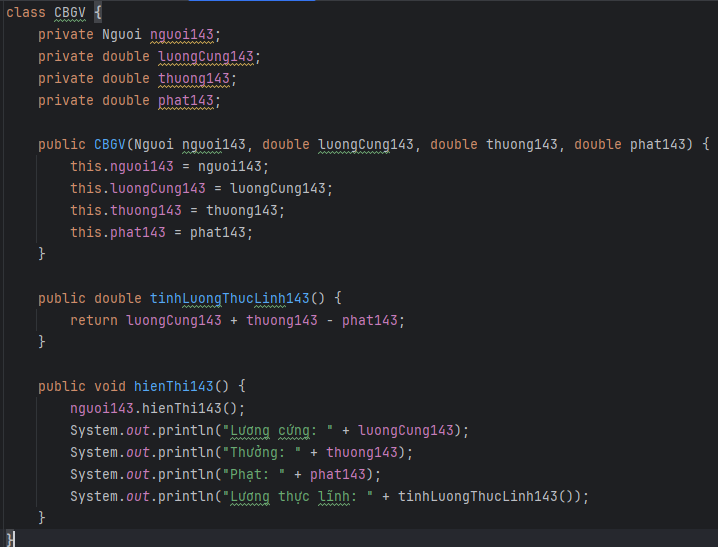 class CBGV {
    private Nguoi nguoi143;
    private double luongCung143;
    private double thuong143;
    private double phat143;

    public CBGV(Nguoi nguoi143, double luongCung143, double thuong143, double phat143) {
        this.nguoi143 = nguoi143;
        this.luongCung143 = luongCung143;
        this.thuong143 = thuong143;
        this.phat143 = phat143;
    }

    public double tinhLuongThucLinh143() {
        return luongCung143 + thuong143 - phat143;
    }

    public void hienThi143() {
        nguoi143.hienThi143();
        System.out.println("Lương cứng: " + luongCung143);
        System.out.println("Thưởng: " + thuong143);
        System.out.println("Phạt: " + phat143);
        System.out.println("Lương thực lĩnh: " + tinhLuongThucLinh143());
    }
}